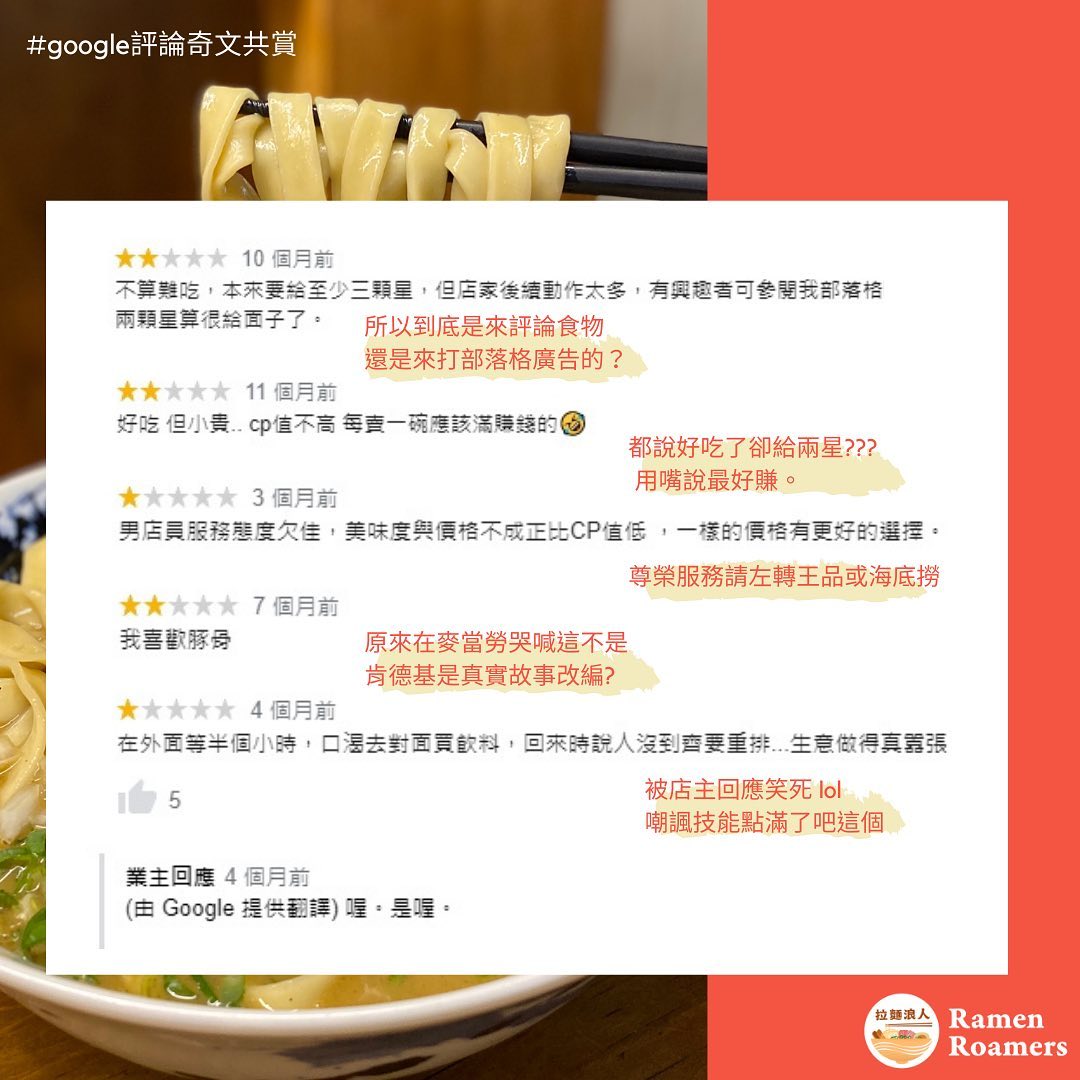 #google評論奇文共賞
10 個月前
不算難吃，本來要給至少三顆星，但店家後續動作太多，有興趣者可參閱我部落格
兩顆星算很給面子了。
所以到底是來評論食物
還是來打部落格廣告的？
11 個月前
好吃 但小貴.. cp值不高 每賣一碗應該滿賺錢的🤣
都說好吃了卻給兩星???
用嘴說最好賺。
3 個月前
男店員服務態度欠佳，美味度與價格不成正比CP值低 ，一樣的價格有更好的選擇。
尊榮服務請左轉王品或海底撈
7 個月前
我喜歡豚骨
原來在麥當勞哭喊這不是
肯德基是真實故事改編?
4 個月前
在外面等半個小時，口渴去對面買飲料，回來時說人沒到齊要重排...生意做得真囂張
5
被店主回應笑死 lol
嘲諷技能點滿了吧這個
業主回應 4 個月前
(由 Google 提供翻譯) 喔。是喔。
拉麵浪人
Ramen
Roamers